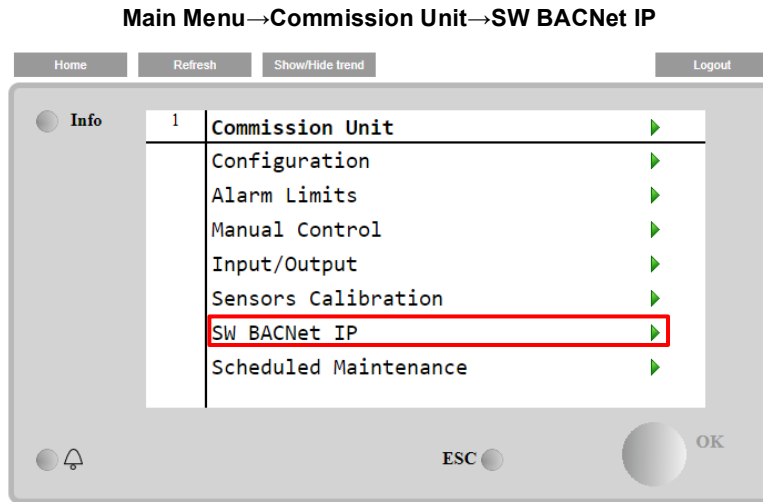 Main Menu→Commission Unit→SW BACNet IP
Home Refresh Show/Hide trend Logout
Info
1 Commission Unit
Configuration
Alarm Limits
Manual Control
Input/Output
Sensors Calibration
SW BACNet IP
Scheduled Maintenance
ESC OK